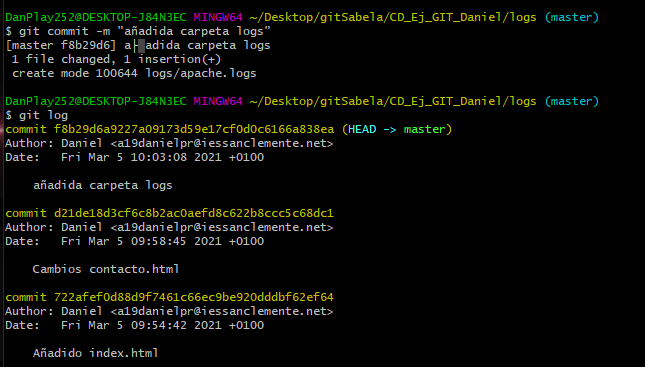 DanPlay252@DESKTOP-J84N3EC MINGW64 ~/Desktop/gitSabela/CD_Ej_GIT_Daniel/logs (master)
$ git commit -m "añadida carpeta logs"
[master f8b29d6] a adida carpeta logs
 1 file changed, 1 insertion(+)
 create mode 100644 logs/apache.logs

DanPlay252@DESKTOP-J84N3EC MINGW64 ~/Desktop/gitSabela/CD_Ej_GIT_Daniel/logs (master)
$ git log
commit f8b29d6a9227a09173d59e17cf0d0c6166a838ea (HEAD -> master)
Author: Daniel <a19danielpr@iessanclemente.net>
Date:   Fri Mar 5 10:03:08 2021 +0100

    añadida carpeta logs

commit d21de18d3cf6c8b2ac0aefd8c622b8ccc5c68dc1
Author: Daniel <a19danielpr@iessanclemente.net>
Date:   Fri Mar 5 09:58:45 2021 +0100

    Cambios contacto.html

commit 722afef0d88d9f7461c66ec9be920dddbf62ef64
Author: Daniel <a19danielpr@iessanclemente.net>
Date:   Fri Mar 5 09:54:42 2021 +0100

    Añadido index.html